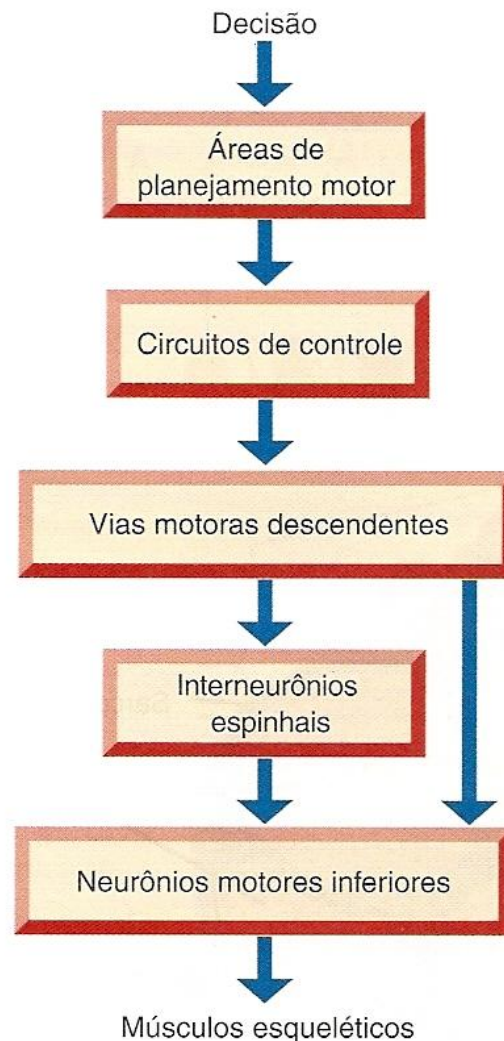 Decisão
Áreas de
planejamento motor
Circuitos de controle
Vias motoras descendentes
Interneurônios
espinhais
Neurônios motores inferiores
Músculos esqueléticos